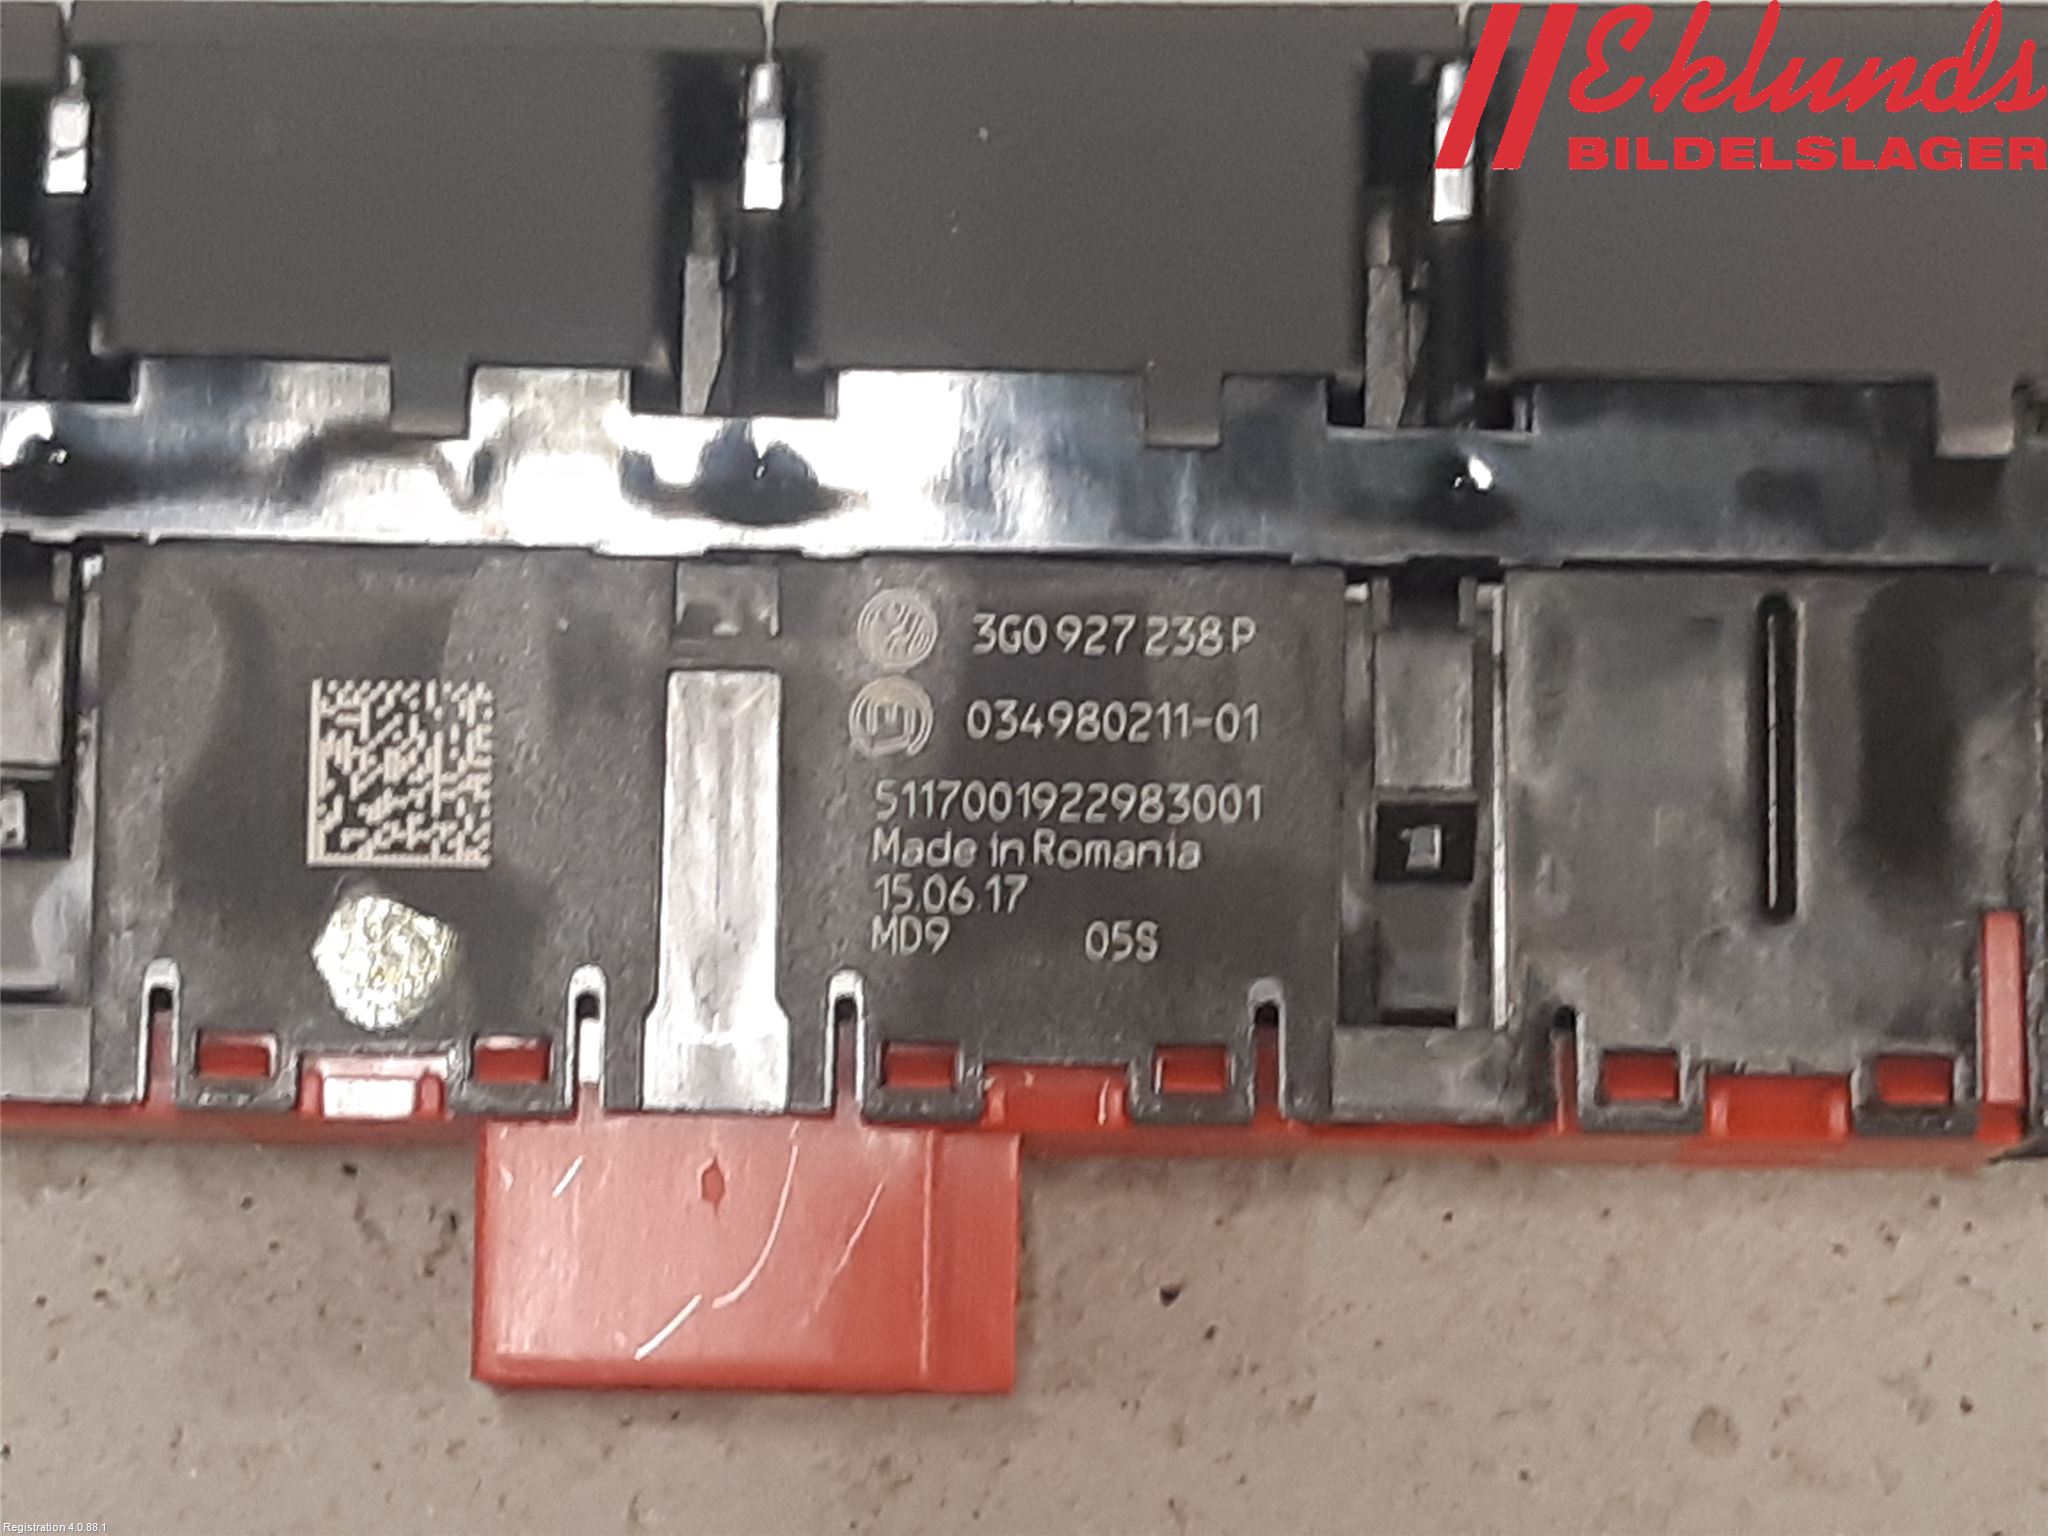 Eklunds
BILDELSLAGER
3G0 927 238 P
034980211-01
5117001922983001
Made in Romania
15.06.17
MD9 05S
Registration 4.0.88.1